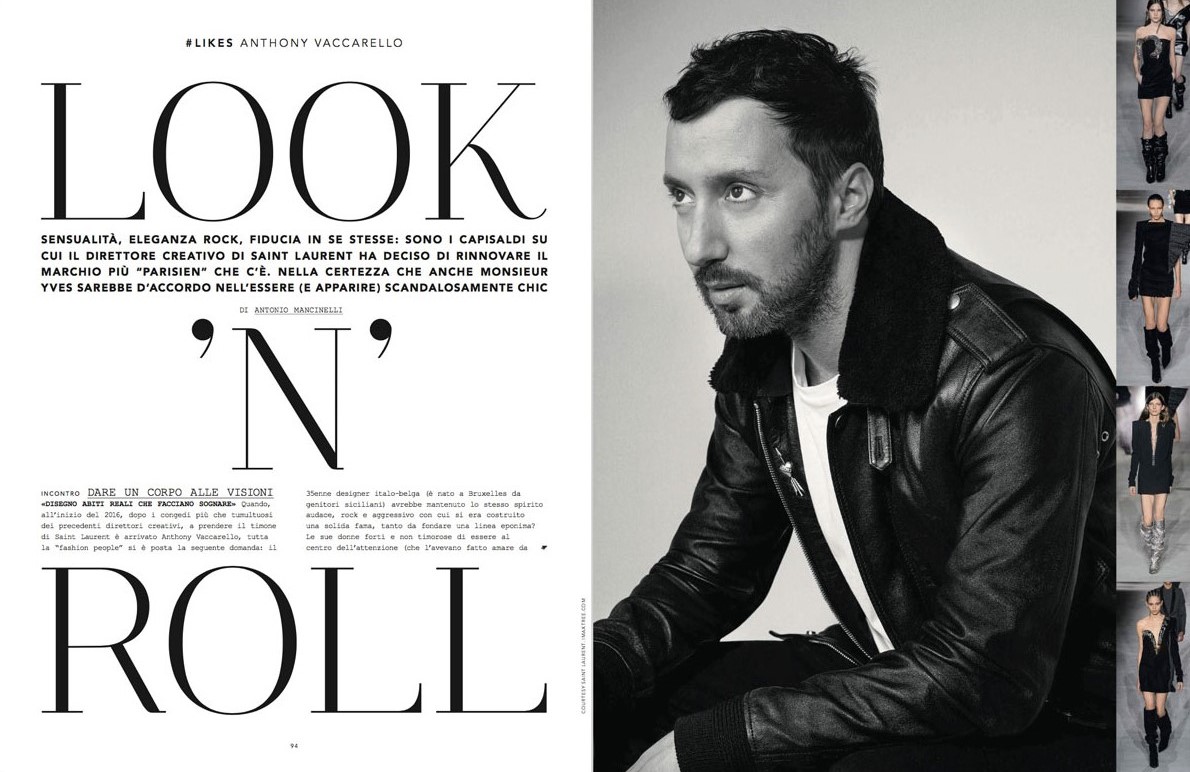 #LIKES ANTHONY VACCARELLO
LOOK
SENSUALITÀ, ELEGANZA ROCK, FIDUCIA IN SE STESSE: SONO I CAPISALDI SU
CUI IL DIRETTORE CREATIVO DI SAINT LAURENT HA DECISO DI RINNOVARE IL
MARCHIO PIÙ “PARISIEN” CHE C’È. NELLA CERTEZZA CHE ANCHE MONSIEUR
YVES SAREBBE D’ACCORDO NELL’ESSERE (E APPARIRE) SCANDALOSAMENTE CHIC
DI ANTONIO MANCINELLI
’N’
INCONTRO DARE UN CORPO ALLE VISIONI
«DISEGNO ABITI REALI CHE FACCIANO SOGNARE» Quando,
all’inizio del 2016, dopo i congedi più che tumultuosi
dei precedenti direttori creativi, a prendere il timone
di Saint Laurent è arrivato Anthony Vaccarello, tutta
la “fashion people” si è posta la seguente domanda: il
35enne designer italo-belga (è nato a Bruxelles da
genitori siciliani) avrebbe mantenuto lo stesso spirito
audace, rock e aggressivo con cui si era costruito
una solida fama, tanto da fondare una linea eponima?
Le sue donne forti e non timorose di essere al
centro dell’attenzione (che l’avevano fatto amare da
ROLL
COURTESY SAINT LAURENT. IMAXTREE.COM
94